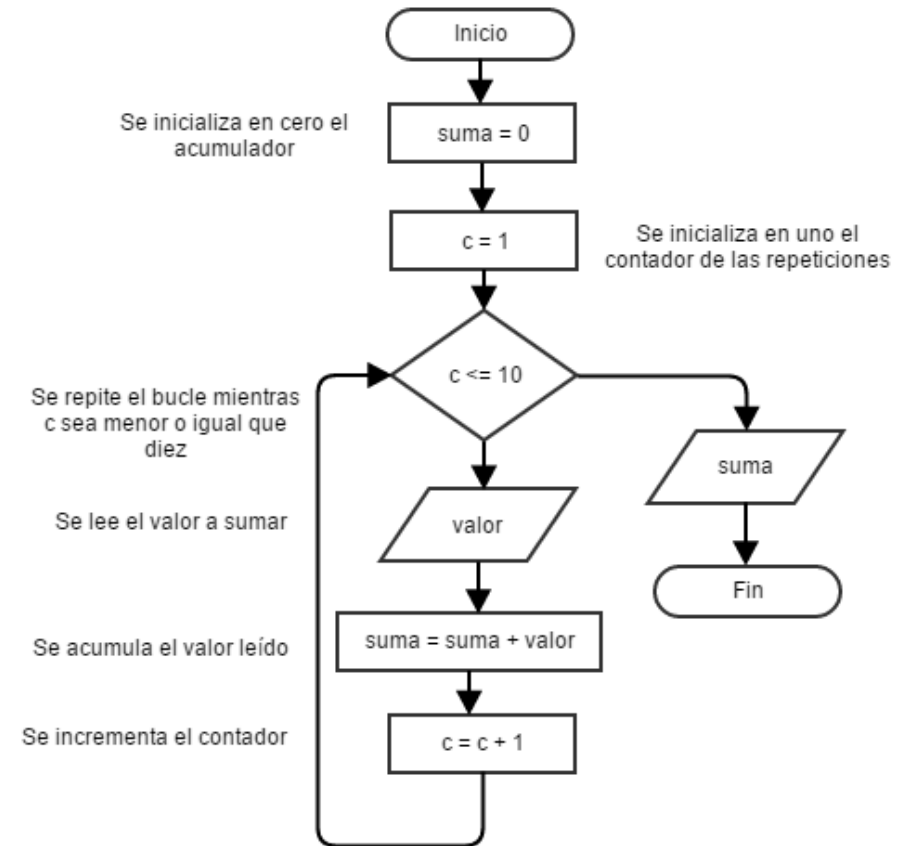 Inicio
Se inicializa en cero el
acumulador
suma = 0
c = 1
Se inicializa en uno el
contador de las repeticiones
c <= 10
Se repite el bucle mientras
c sea menor o igual que
diez
suma
Se lee el valor a sumar
valor
Fin
Se acumula el valor leído
suma = suma + valor
Se incrementa el contador
c = c + 1